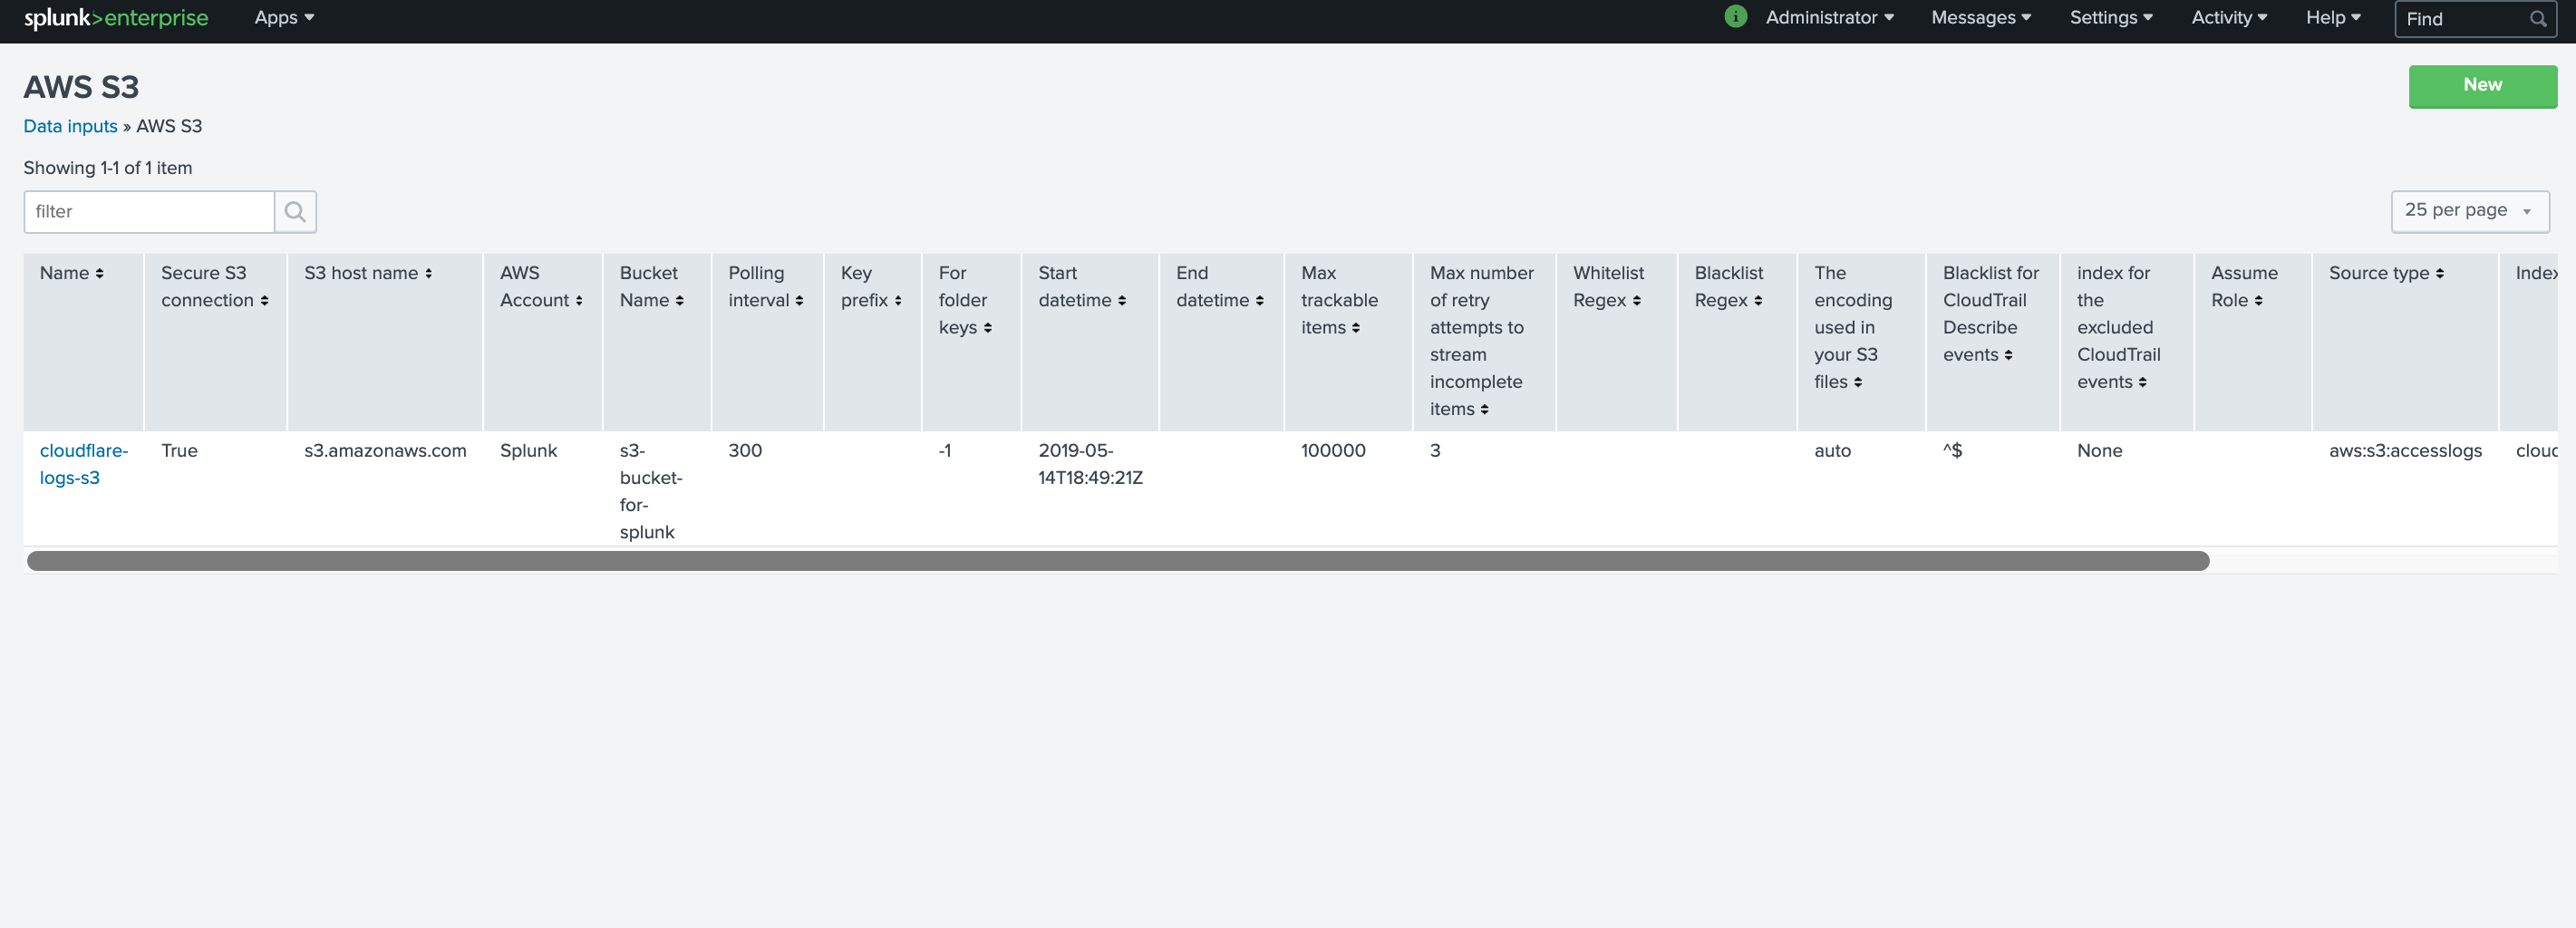 splunk>enterprise Apps i Administrator Messages Settings Activity Help Find
AWS S3
New
Data inputs » AWS S3
Showing 1-1 of 1 item
filter
25 per page
Name
Secure S3
connection
S3 host name
AWS
Account
Bucket
Name
Polling
interval
Key
prefix
For
folder
keys
Start
datetime
End
datetime
Max
trackable
items
Max number
of retry
attempts to
stream
incomplete
items
Whitelist
Regex
Blacklist
Regex
The
encoding
used in
your S3
files
Blacklist for
CloudTrail
Describe
events
index for
the
excluded
CloudTrail
events
Assume
Role
Source type
Index
cloudflare-
logs-s3
True
s3.amazonaws.com
Splunk
s3-
bucket-
for-
splunk
300
-1
2019-05-
14T18:49:21Z
100000
3
auto
^$
None
aws:s3:accesslogs